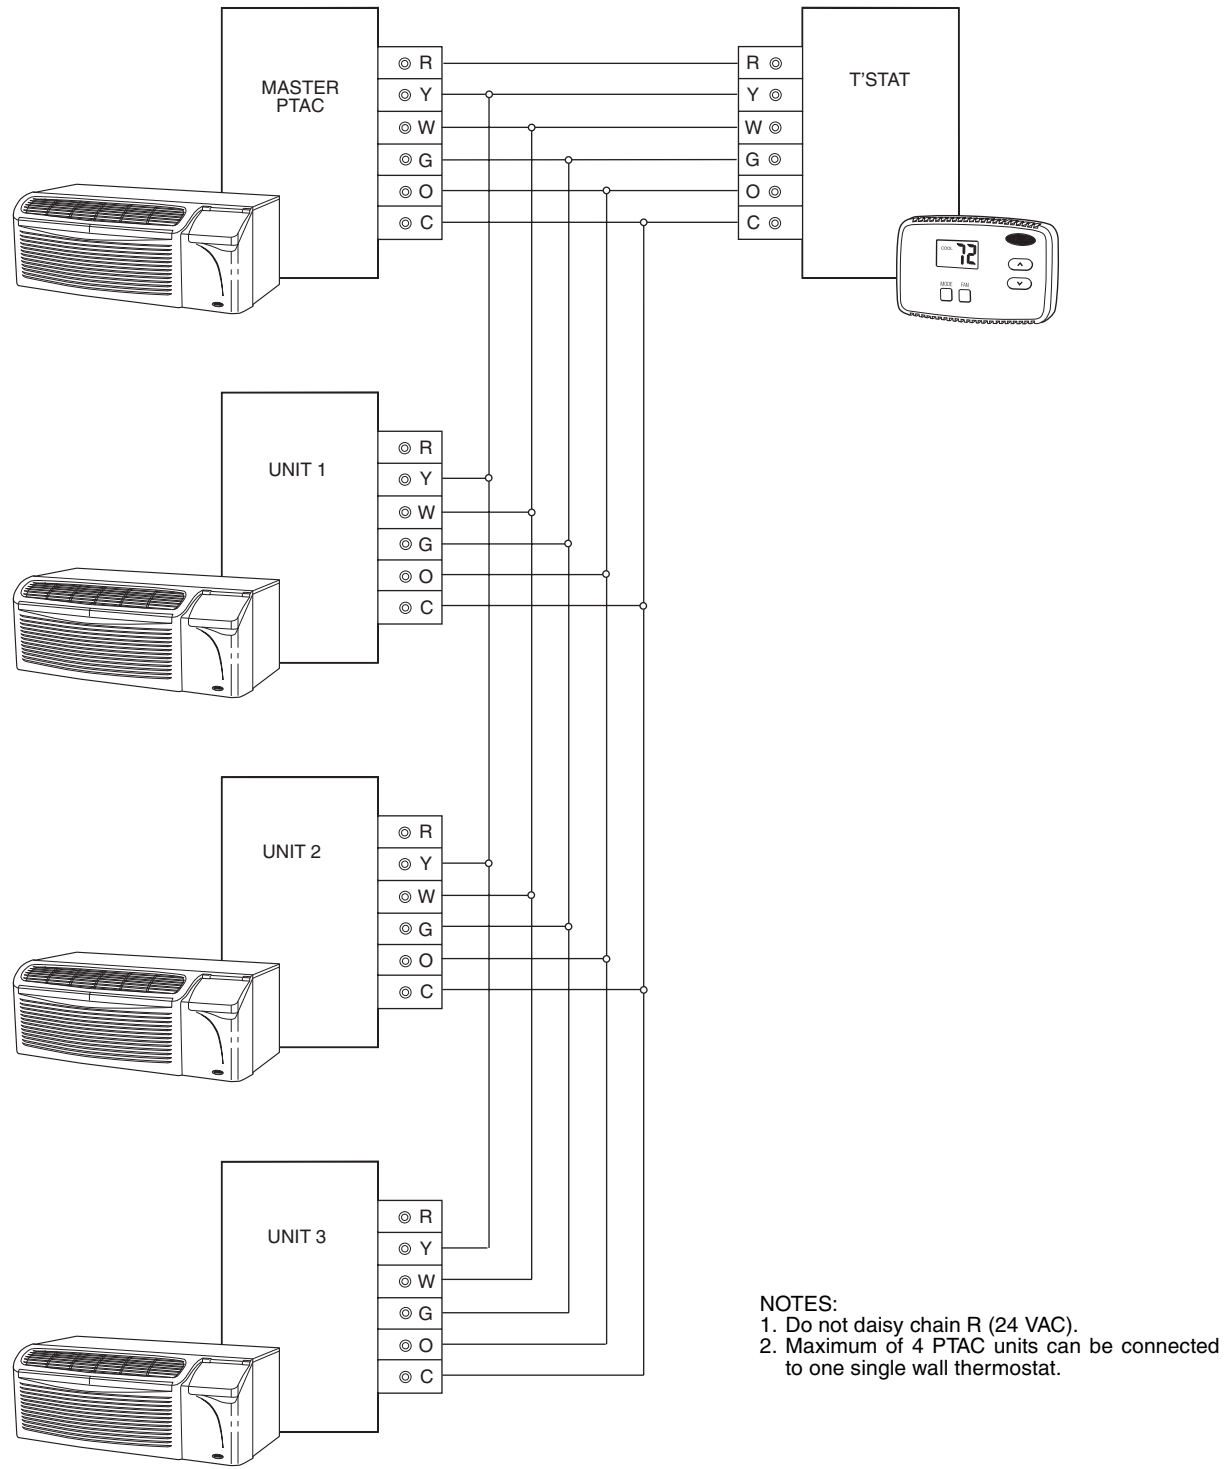 MASTER
PTAC
R
Y
W
G
O
C
R
Y
W
G
O
C
T'STAT
COOL 72
MODE FAN
UNIT 1
R
Y
W
G
O
C
UNIT 2
R
Y
W
G
O
C
UNIT 3
R
Y
W
G
O
C
NOTES:
1. Do not daisy chain R (24 VAC).
2. Maximum of 4 PTAC units can be connected
to one single wall thermostat.